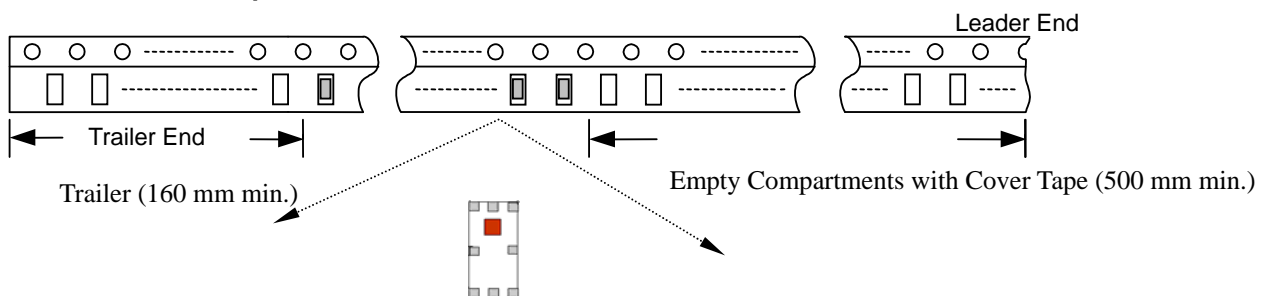 Leader End
Trailer End
Trailer (160 mm min.)
Empty Compartments with Cover Tape (500 mm min.)